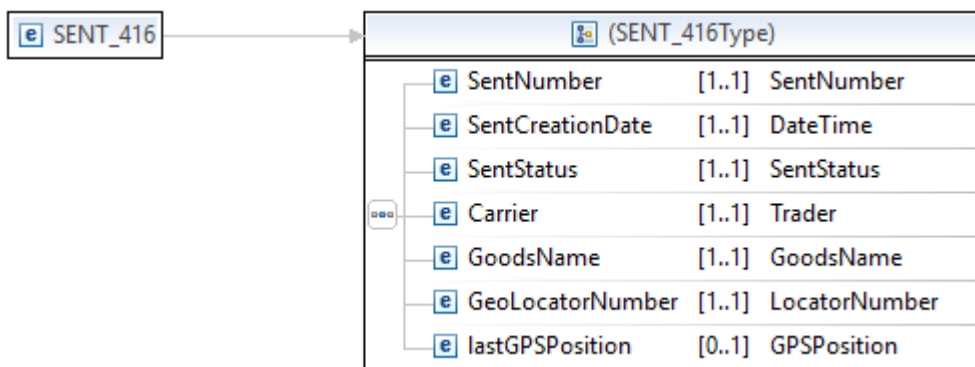 e SENT_416
(SENT_416Type)
e SentNumber [1..1] SentNumber
e SentCreationDate [1..1] DateTime
e SentStatus [1..1] SentStatus
e Carrier [1..1] Trader
e GoodsName [1..1] GoodsName
e GeoLocatorNumber [1..1] LocatorNumber
e lastGPSPosition [0..1] GPSPosition